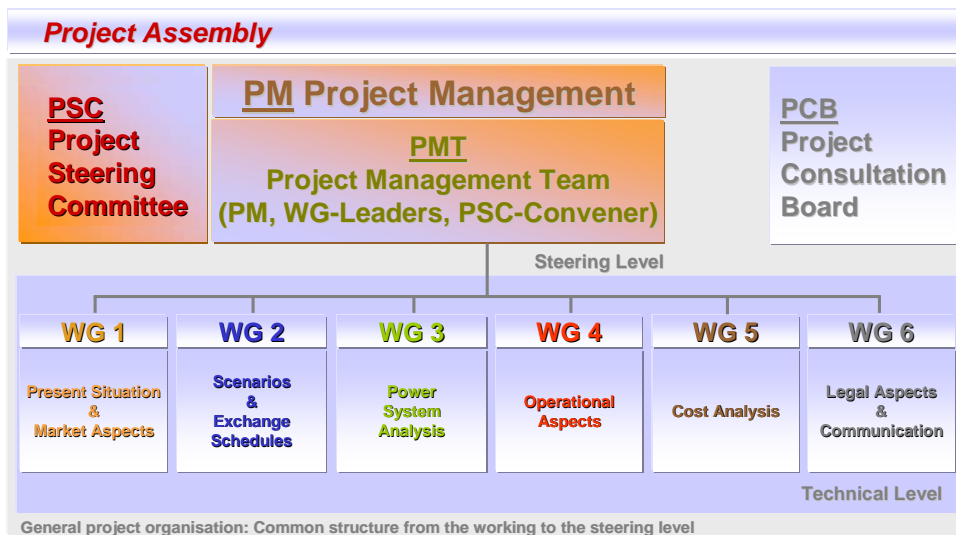 Project Assembly
PSC
Project
Steering
Committee
PM Project Management
PMT
Project Management Team
(PM, WG-Leaders, PSC-Convener)
PCB
Project
Consultation
Board
Steering Level
WG 1
WG 2
WG 3
WG 4
WG 5
WG 6
Present Situation
&
Market Aspects
Scenarios
&
Exchange
Schedules
Power
System
Analysis
Operational
Aspects
Cost Analysis
Legal Aspects
&
Communication
Technical Level
General project organisation: Common structure from the working to the steering level